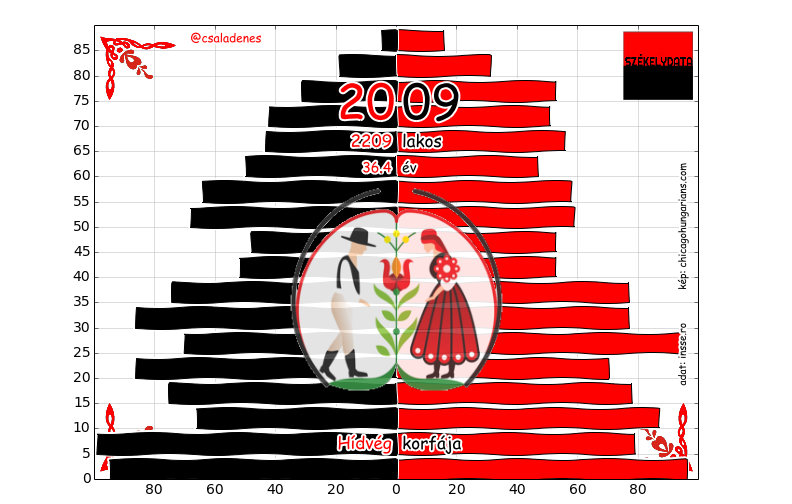 @csaladenes
SZÉKELYDATA
2009
2209 lakos
36.4 év
kép: chicagohungarians.com
adat: insse.ro
Hídvég korfája
85
80
75
70
65
60
55
50
45
40
35
30
25
20
15
10
5
0
80 60 40 20 0 20 40 60 80